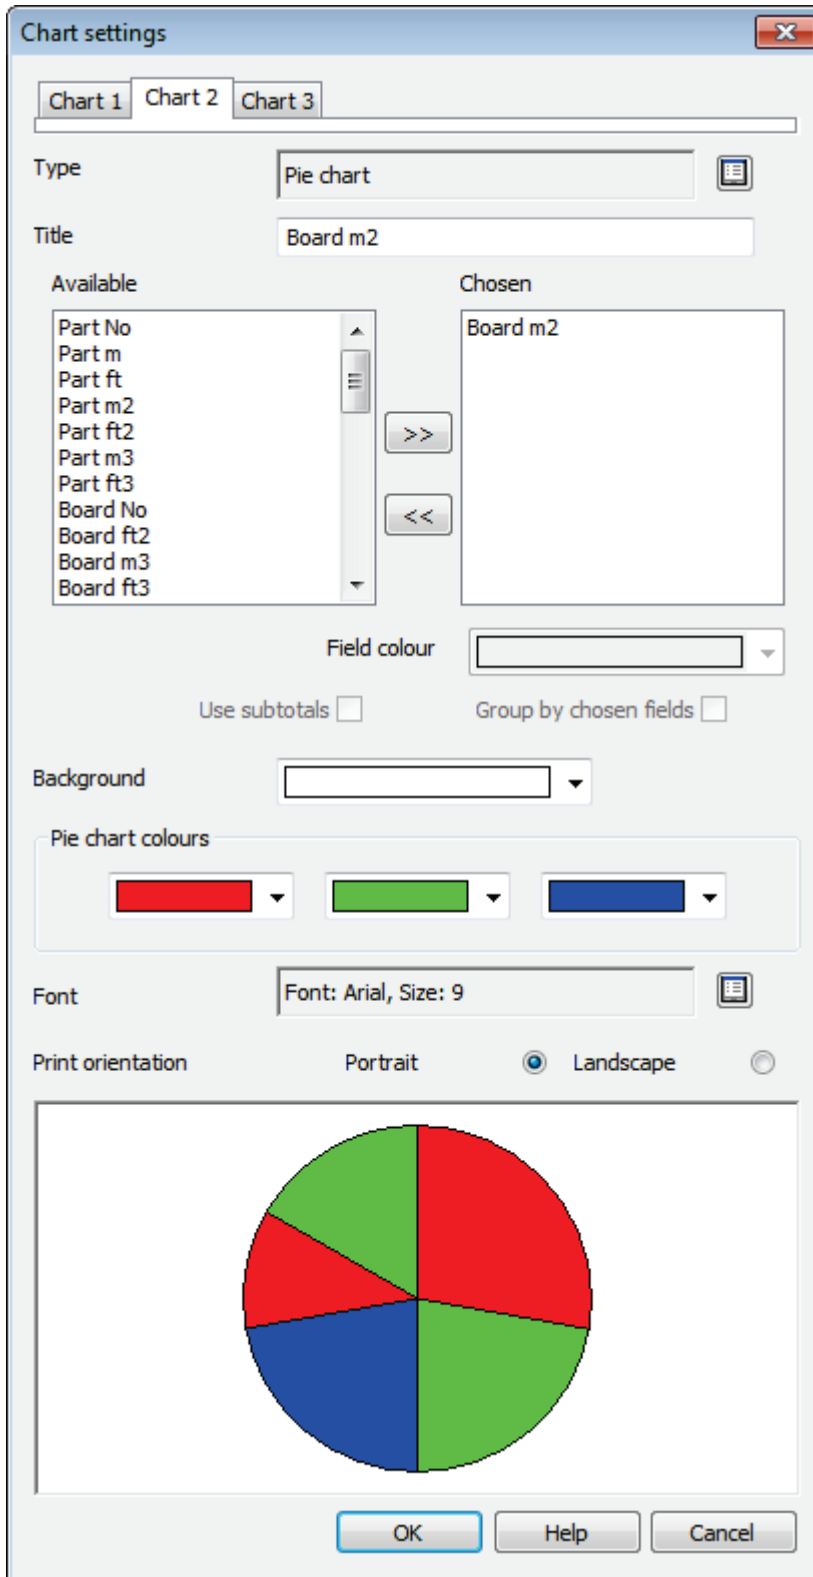 Chart settings
Chart 1 Chart 2 Chart 3
Type Pie chart
Title Board m2
Available Chosen
Part No Board m2
Part m
Part ft
Part m2
Part ft2
Part m3
Part ft3
Board No
Board ft2
Board m3
Board ft3
>>
<<
Field colour
Use subtotals Group by chosen fields
Background
Pie chart colours
Font Font: Arial, Size: 9
Print orientation Portrait Landscape
OK Help Cancel